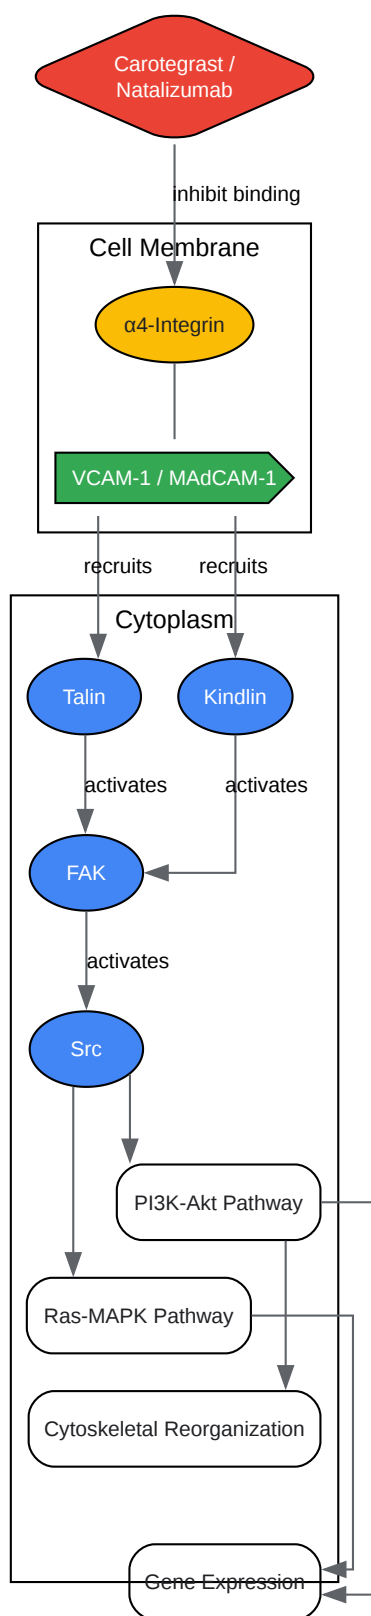 Carotegrast /
Natalizumab
inhibit binding
Cell Membrane
α4-Integrin
VCAM-1 / MAdCAM-1
recruits
recruits
Cytoplasm
Talin
Kindlin
activates
activates
FAK
activates
Src
PI3K-Akt Pathway
Ras-MAPK Pathway
Cytoskeletal Reorganization
Gene Expression